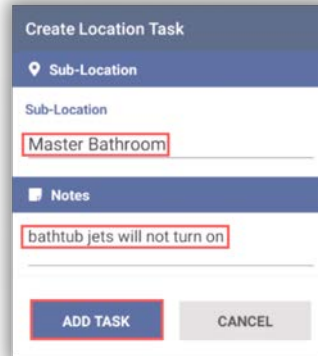 Create Location Task
Sub-Location
Sub-Location
Master Bathroom
Notes
bathtub jets will not turn on
ADD TASK CANCEL